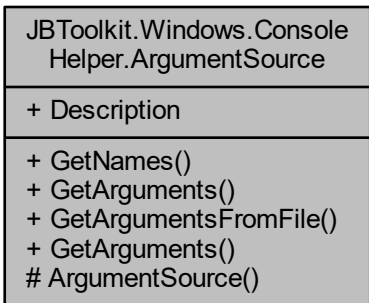 JBToolkit.Windows.Console
Helper.ArgumentSource
+ Description
+ GetNames()
+ GetArguments()
+ GetArgumentsFromFile()
+ GetArguments()
# ArgumentSource()